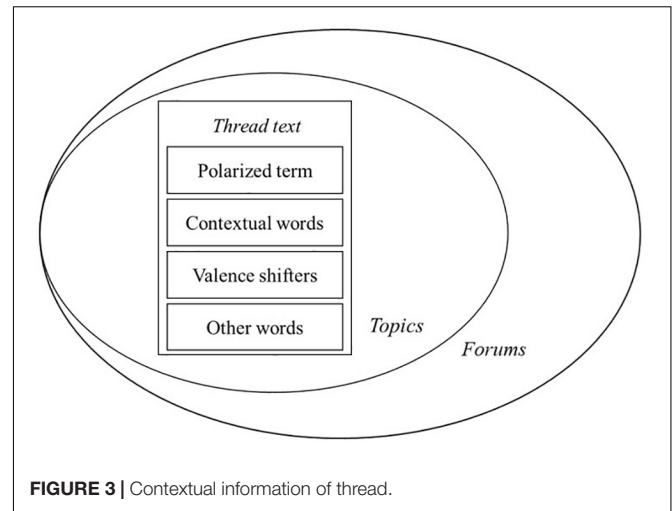 Thread text
Polarized term
Contextual words
Valence shifters
Other words
Topics
Forums
FIGURE 3 | Contextual information of thread.